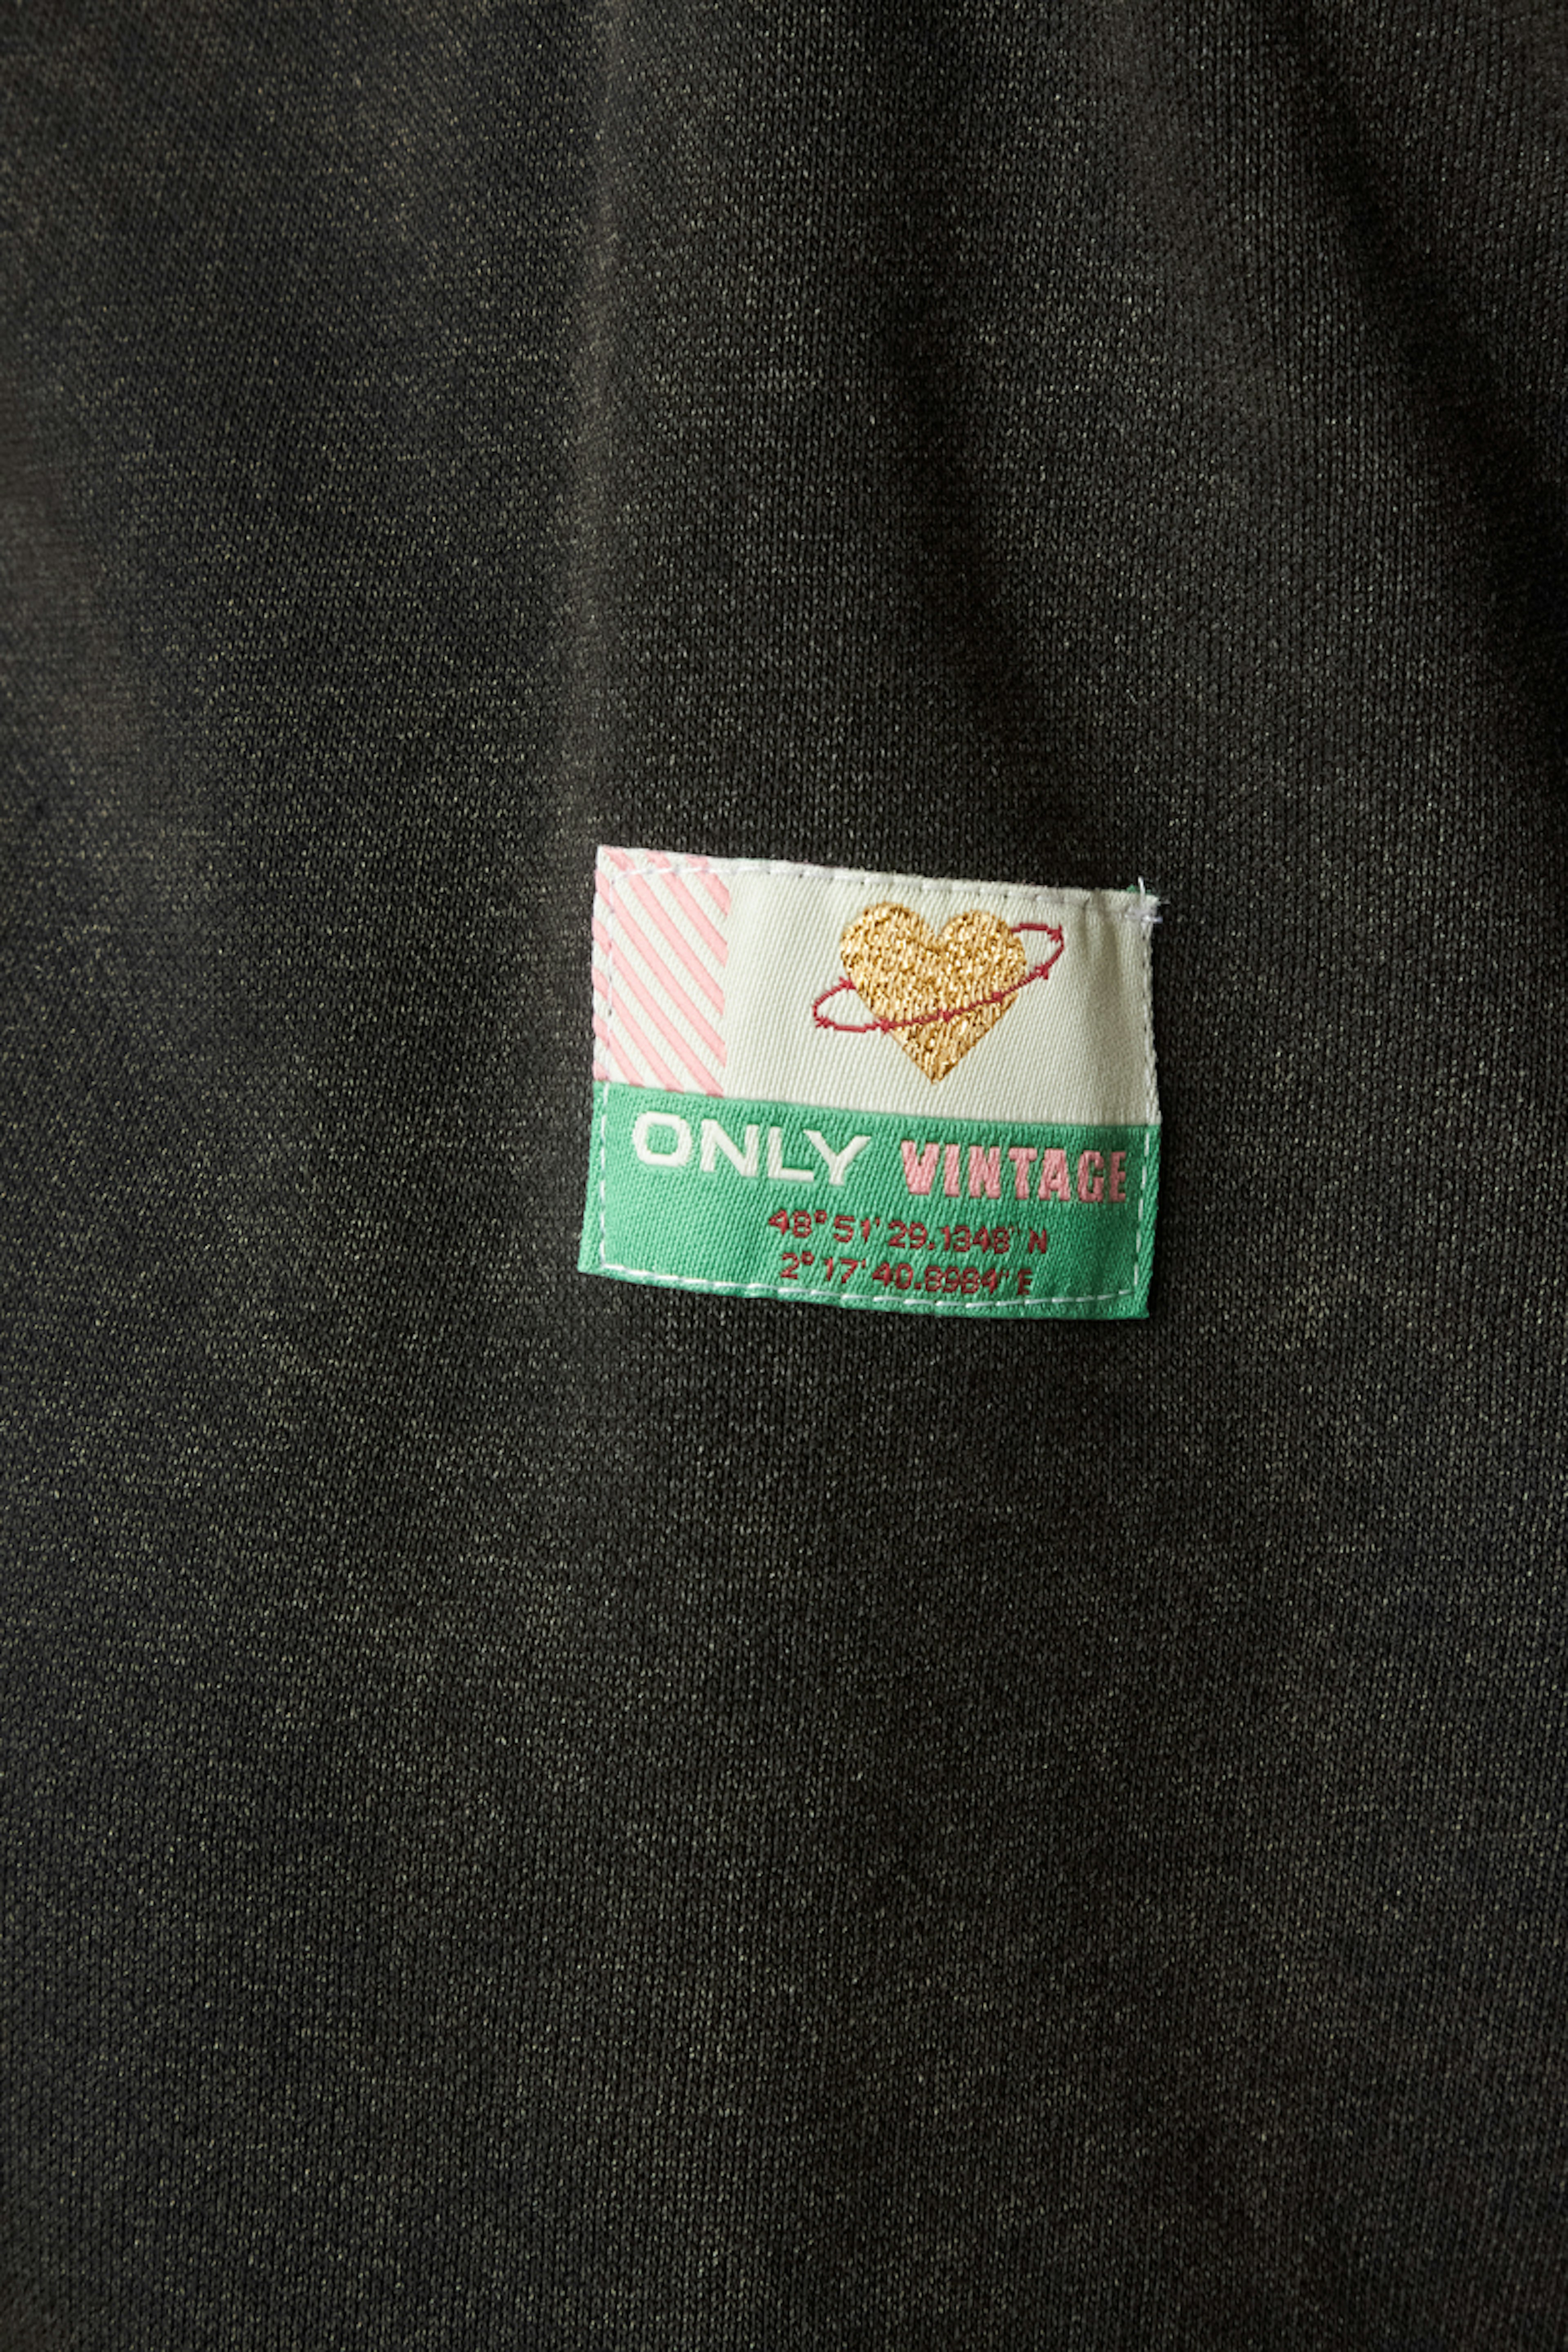 ONLY VINTAGE
48° 51' 29.1348" N
2° 17' 40.8984" E